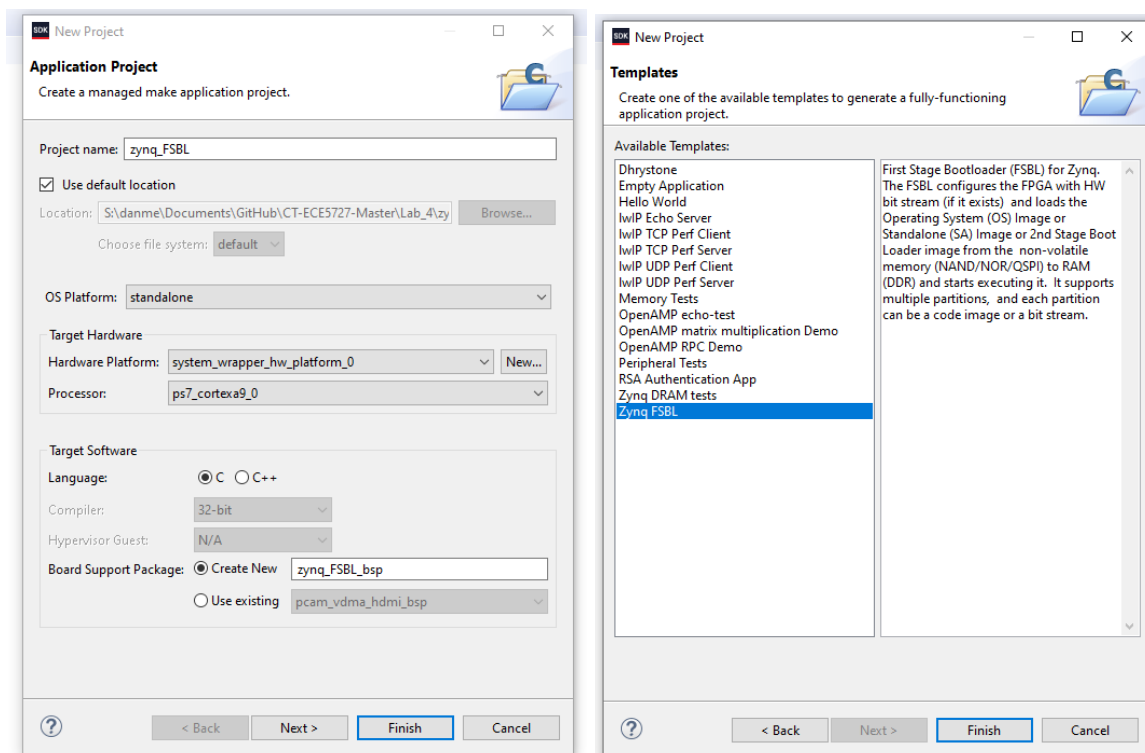 SDK New Project
Application Project
Create a managed make application project.
Project name: zynq_FSBL
Use default location
Location: S:\danme\Documents\GitHub\CT-ECE5727-Master\Lab_4\zy Browse...
Choose file system: default
OS Platform: standalone
Target Hardware
Hardware Platform: system_wrapper_hw_platform_0 New...
Processor: ps7_cortexa9_0
Target Software
Language: C C++
Compiler: 32-bit
Hypervisor Guest: N/A
Board Support Package: Create New zynq_FSBL_bsp
Use existing pcam_vdma_hdmi_bsp
? < Back Next > Finish Cancel
SDK New Project
Templates
Create one of the available templates to generate a fully-functioning
application project.
Available Templates:
Dhrystone
Empty Application
Hello World
lwIP Echo Server
lwIP TCP Perf Client
lwIP TCP Perf Server
lwIP UDP Perf Client
lwIP UDP Perf Server
Memory Tests
OpenAMP echo-test
OpenAMP matrix multiplication Demo
OpenAMP RPC Demo
Peripheral Tests
RSA Authentication App
Zynq DRAM tests
Zynq FSBL
First Stage Bootloader (FSBL) for Zynq.
The FSBL configures the FPGA with HW
bit stream (if it exists) and loads the
Operating System (OS) Image or
Standalone (SA) Image or 2nd Stage Boot
Loader image from the non-volatile
memory (NAND/NOR/QSPI) to RAM
(DDR) and starts executing it. It supports
multiple partitions, and each partition
can be a code image or a bit stream.
? < Back Next > Finish Cancel